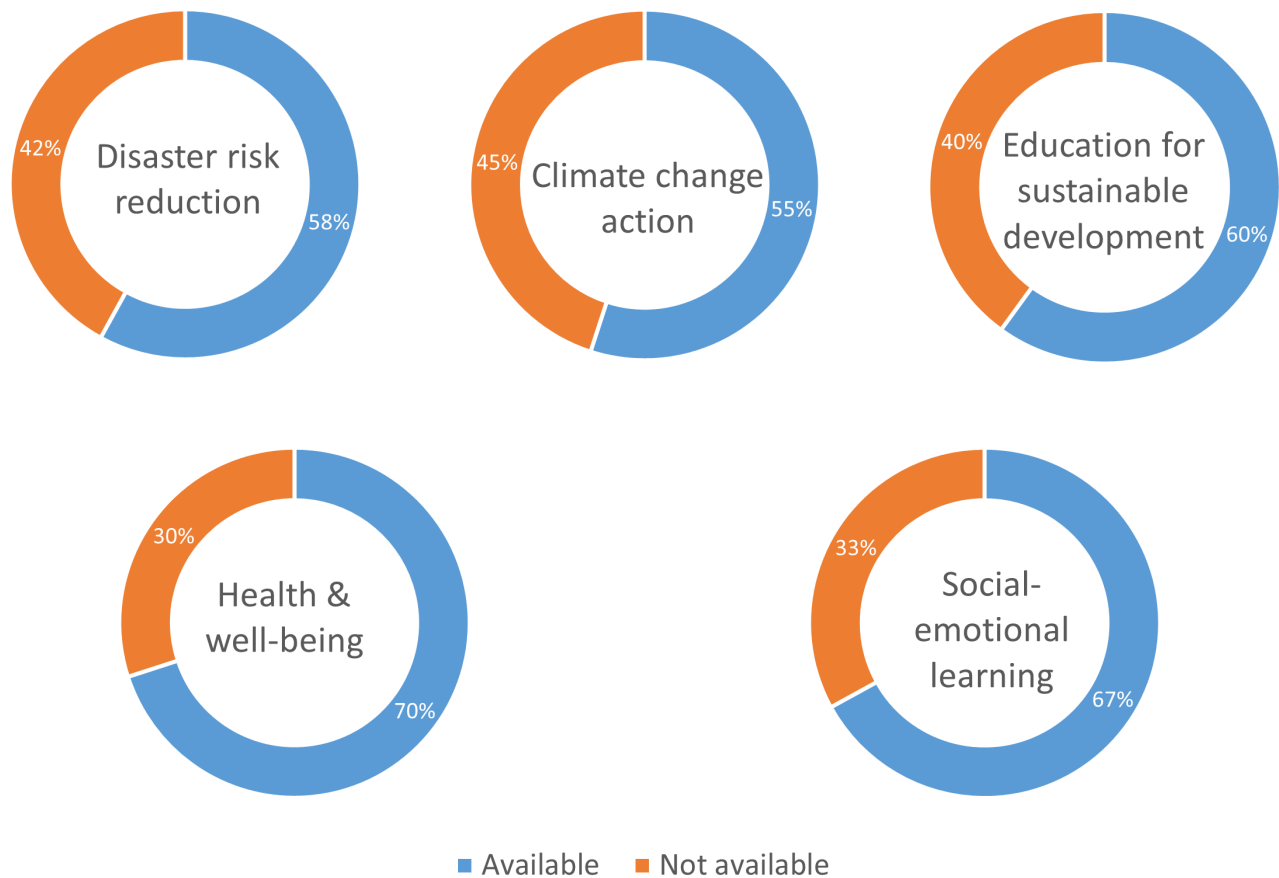 42%
Disaster risk
reduction
58%
45%
Climate change
action
55%
40%
Education for
sustainable
development
60%
30%
Health &
well-being
70%
33%
Social-
emotional
learning
67%
Available
Not available